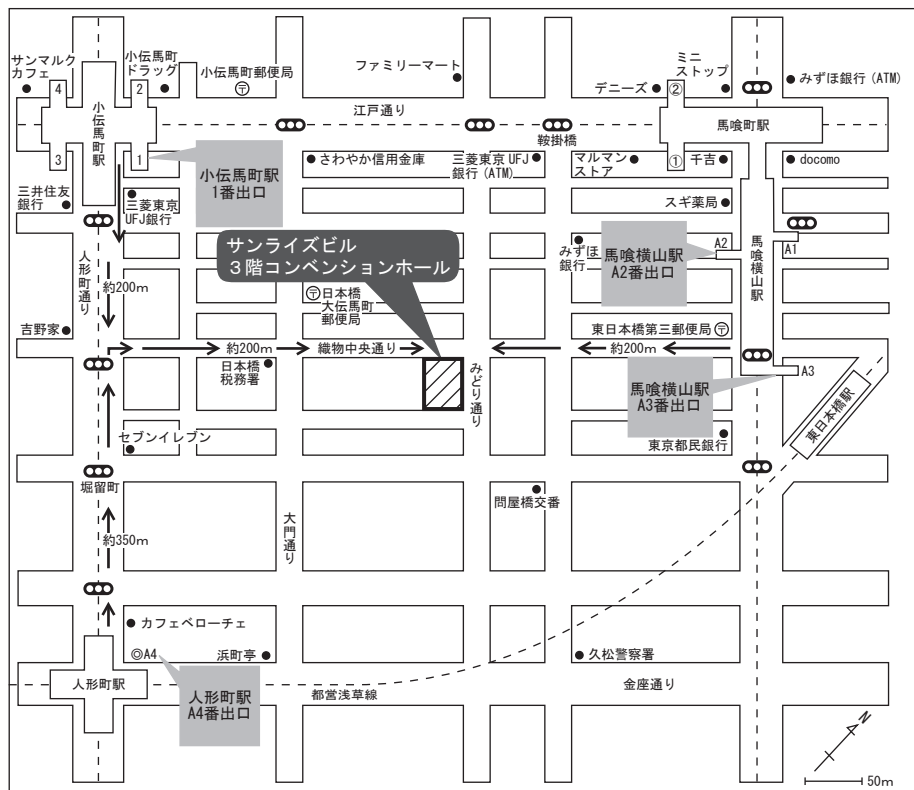 サンマルク
カフェ
小伝馬町
ドラッグ
小伝馬町郵便局
〒
ファミリーマート
ミニ
ストップ
デニーズ
みずほ銀行(ATM)
4
2
小伝馬町駅
3
1
江戸通り
鞍掛橋
②
馬喰町駅
①
小伝馬町駅
1番出口
さわやか信用金庫
三菱東京UFJ
銀行(ATM)
マルマン
ストア
千吉
docomo
三井住友
銀行
三菱東京
UFJ銀行
スギ薬局
サンライズビル
3階コンベンションホール
みずほ
銀行
馬喰横山駅
A2番出口
A2
馬喰横山駅
A1
人形町通り
約200m
〒日本橋
大伝馬町
郵便局
吉野家
東日本橋第三郵便局〒
約200m
織物中央通り
約200m
日本橋
税務署
みどり通り
馬喰横山駅
A3番出口
A3
東日本橋駅
セブンイレブン
東京都民銀行
堀留町
問屋橋交番
大門通り
約350m
カフェベローチェ
◎A4
浜町亭
久松警察署
人形町駅
人形町駅
A4番出口
都営浅草線
金座通り
N
50m